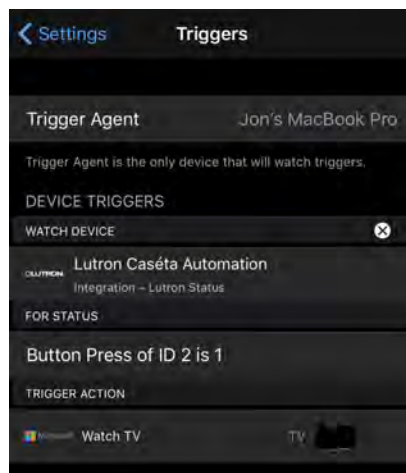 Settings
Triggers
Trigger Agent
Jon's MacBook Pro
Trigger Agent is the only device that will watch triggers.
DEVICE TRIGGERS
WATCH DEVICE
LUTRON
Lutron Caséta Automation
Integration – Lutron Status
FOR STATUS
Button Press of ID 2 is 1
TRIGGER ACTION
Microsoft
Watch TV
TV